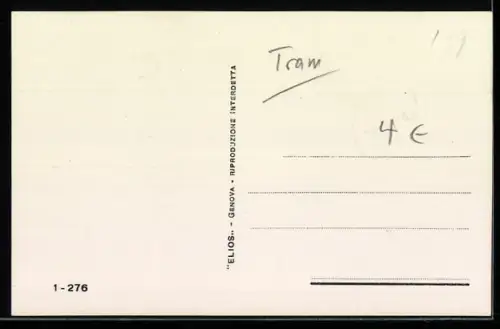 Tram
4 €
"ELIOS" - GENOVA - RIPRODUZIONE INTERDETTA
1-276